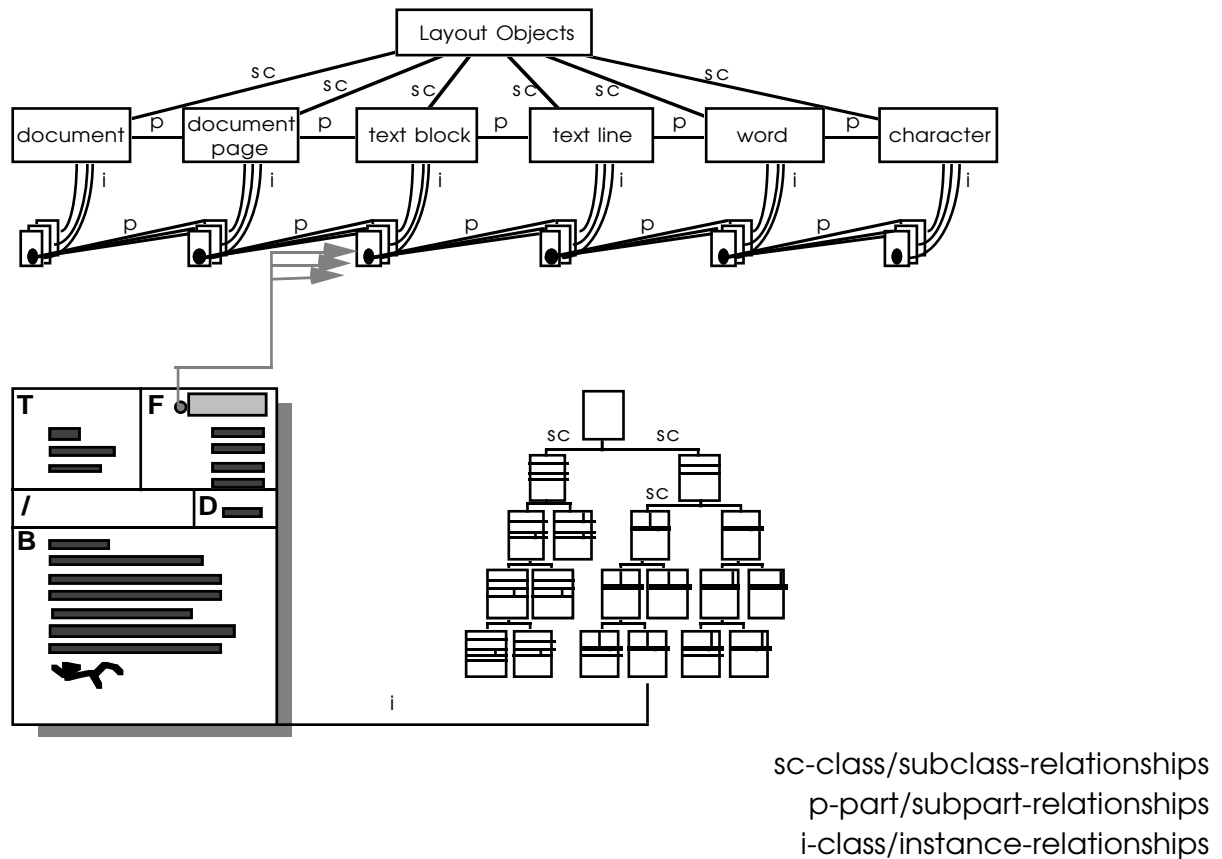 Layout Objects
sc sc sc sc sc sc
document p document page p text block p text line p word p character
i i i i i i
p p p p p
T F
I D
B
sc sc
sc
i
sc-class/subclass-relationships
p-part/subpart-relationships
i-class/instance-relationships